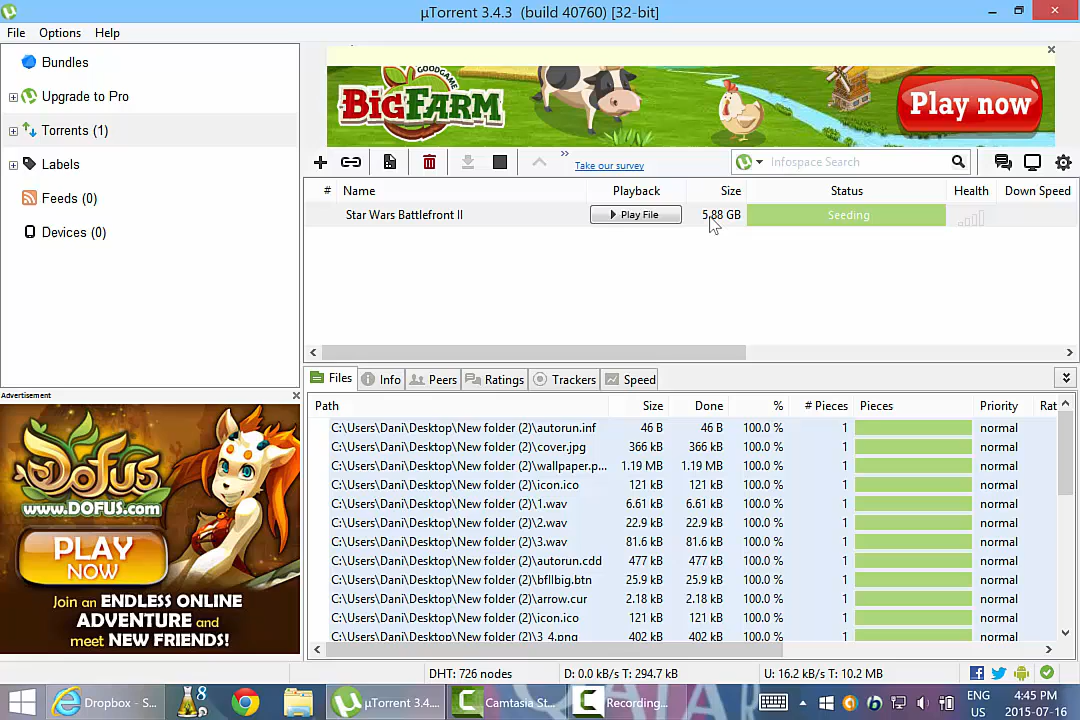 µTorrent 3.4.3 (build 40760) [32-bit]
File Options Help
Bundles
Upgrade to Pro
Torrents (1)
Labels
Feeds (0)
Devices (0)
GOODGAME
BIGFARM
Play now
Take our survey
Infospace Search
# Name Playback Size Status Health Down Speed
Star Wars Battlefront II Play File 5.88 GB Seeding
Files Info Peers Ratings Trackers Speed
Path Size Done % # Pieces Pieces Priority Rat
C:\Users\Dani\Desktop\New folder (2)\autorun.inf 46 B 46 B 100.0 % 1 normal
C:\Users\Dani\Desktop\New folder (2)\cover.jpg 366 kB 366 kB 100.0 % 1 normal
C:\Users\Dani\Desktop\New folder (2)\wallpaper.p... 1.19 MB 1.19 MB 100.0 % 1 normal
C:\Users\Dani\Desktop\New folder (2)\icon.ico 121 kB 121 kB 100.0 % 1 normal
C:\Users\Dani\Desktop\New folder (2)\1.wav 6.61 kB 6.61 kB 100.0 % 1 normal
C:\Users\Dani\Desktop\New folder (2)\2.wav 22.9 kB 22.9 kB 100.0 % 1 normal
C:\Users\Dani\Desktop\New folder (2)\3.wav 81.6 kB 81.6 kB 100.0 % 1 normal
C:\Users\Dani\Desktop\New folder (2)\autorun.cdd 477 kB 477 kB 100.0 % 1 normal
C:\Users\Dani\Desktop\New folder (2)\bfllbig.btn 25.9 kB 25.9 kB 100.0 % 1 normal
C:\Users\Dani\Desktop\New folder (2)\arrow.cur 2.18 kB 2.18 kB 100.0 % 1 normal
C:\Users\Dani\Desktop\New folder (2)\icon.ico 121 kB 121 kB 100.0 % 1 normal
C:\Users\Dani\Desktop\New folder (2)\3_4.png 402 kB 402 kB 100.0 % 1 normal
Advertisement
DOFUS
www.DOFUS.com
PLAY
NOW
Join an ENDLESS ONLINE
ADVENTURE and
meet NEW FRIENDS!
DHT: 726 nodes D: 0.0 kB/s T: 294.7 kB U: 16.2 kB/s T: 10.2 MB
Dropbox - S... 8 µTorrent 3.4.... Camtasia St... Recording...
ENG 4:45 PM
US 2015-07-16